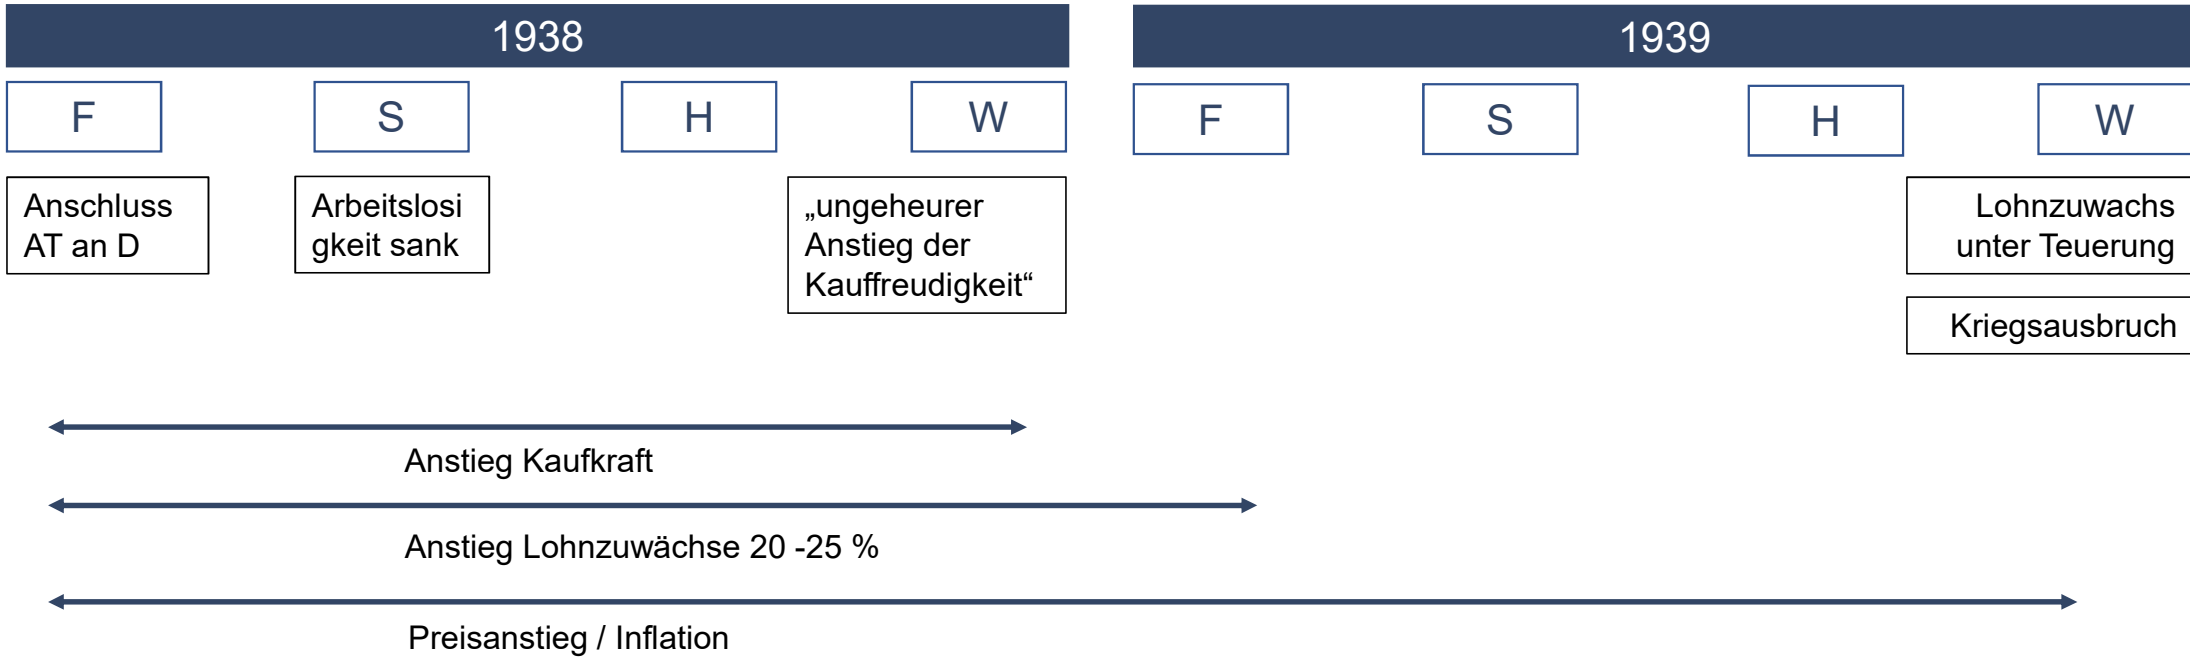 1938
1939
F
S
H
W
F
S
H
W
Anschluss
AT an D
Arbeitslosi
gkeit sank
„ungeheurer
Anstieg der
Kauffreudigkeit“
Lohnzuwachs
unter Teuerung
Kriegsausbruch
Anstieg Kaufkraft
Anstieg Lohnzuwächse 20 -25 %
Preisanstieg / Inflation